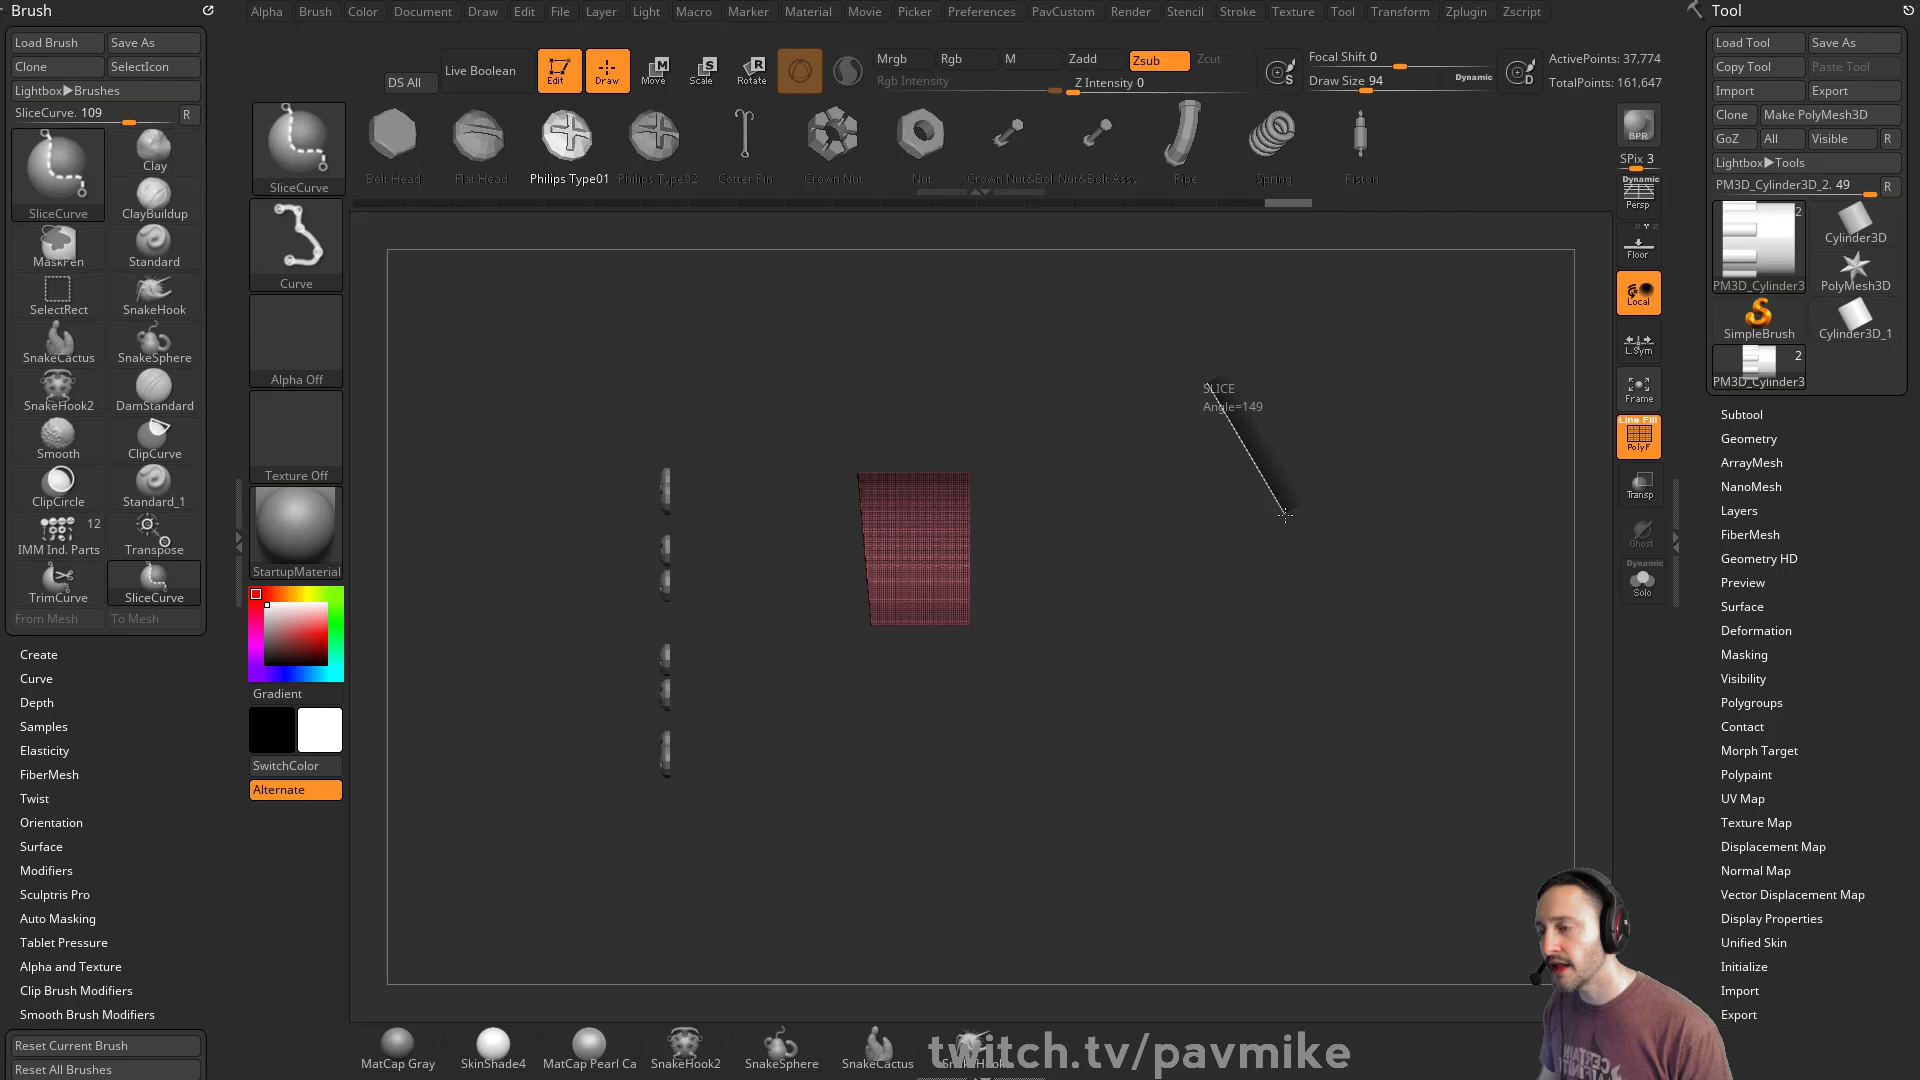 Brush
Load Brush Save As
Clone SelectIcon
Lightbox▶Brushes
SliceCurve. 109 R
SliceCurve
Clay
ClayBuildup
MaskPen Standard
SelectRect SnakeHook
SnakeCactus SnakeSphere
SnakeHook2 DamStandard
Smooth ClipCurve
ClipCircle Standard_1
12
IMM Ind. Parts Transpose
TrimCurve SliceCurve
From Mesh To Mesh
Create
Curve
Depth
Samples
Elasticity
FiberMesh
Twist
Orientation
Surface
Modifiers
Sculptris Pro
Auto Masking
Tablet Pressure
Alpha and Texture
Clip Brush Modifiers
Smooth Brush Modifiers
Reset Current Brush
Reset All Brushes
Alpha Brush Color Document Draw Edit File Layer Light Macro Marker Material Movie Picker Preferences PavCustom Render Stencil Stroke Texture Tool Transform Zplugin Zscript
DS All
Live Boolean
Edit Draw Move Scale Rotate
Mrgb Rgb M Zadd Zsub Zcut
Rgb Intensity Z Intensity 0
Focal Shift 0
Draw Size 94 Dynamic
ActivePoints: 37,774
TotalPoints: 161,647
SliceCurve
Curve
Alpha Off
Texture Off
StartupMaterial
Gradient
SwitchColor
Alternate
Bolt Head Flat Head Philips Type01 Philips Type02 Cotter Pin Crown Nut Nut Crown Nut&Bol Nut&Bolt Assy Pipe Spring Piston
SLICE
Angle=149
BPR
SPix 3
Dynamic
Persp
Floor
Local
L.Sym
Frame
Line Fill
PolyF
Transp
Ghost
Dynamic
Solo
Tool
Load Tool Save As
Copy Tool Paste Tool
Import Export
Clone Make PolyMesh3D
GoZ All Visible R
Lightbox▶Tools
PM3D_Cylinder3D_2. 49 R
2
Cylinder3D
PM3D_Cylinder3 PolyMesh3D
SimpleBrush Cylinder3D_1
2
PM3D_Cylinder3
Subtool
Geometry
ArrayMesh
NanoMesh
Layers
FiberMesh
Geometry HD
Preview
Surface
Deformation
Masking
Visibility
Polygroups
Contact
Morph Target
Polypaint
UV Map
Texture Map
Displacement Map
Normal Map
Vector Displacement Map
Display Properties
Unified Skin
Initialize
Import
Export
MatCap Gray SkinShade4 MatCap Pearl Ca SnakeHook2 SnakeSphere SnakeCactus
twitch.tv/pavmike